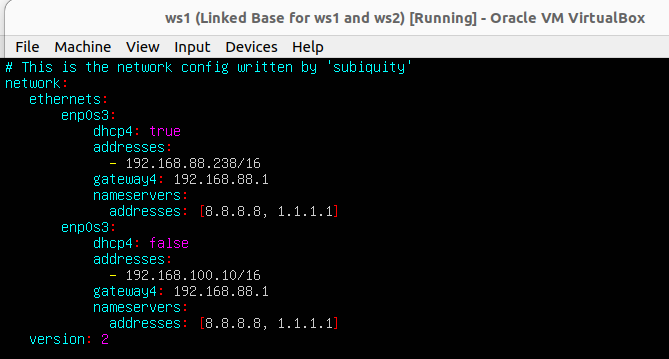 ws1 (Linked Base for ws1 and ws2) [Running] - Oracle VM VirtualBox
File Machine View Input Devices Help
# This is the network config written by 'subiquity'
network:
  ethernets:
    enp0s3:
      dhcp4: true
      addresses:
        - 192.168.88.238/16
      gateway4: 192.168.88.1
      nameservers:
        addresses: [8.8.8.8, 1.1.1.1]
    enp0s3:
      dhcp4: false
      addresses:
        - 192.168.100.10/16
      gateway4: 192.168.88.1
      nameservers:
        addresses: [8.8.8.8, 1.1.1.1]
  version: 2